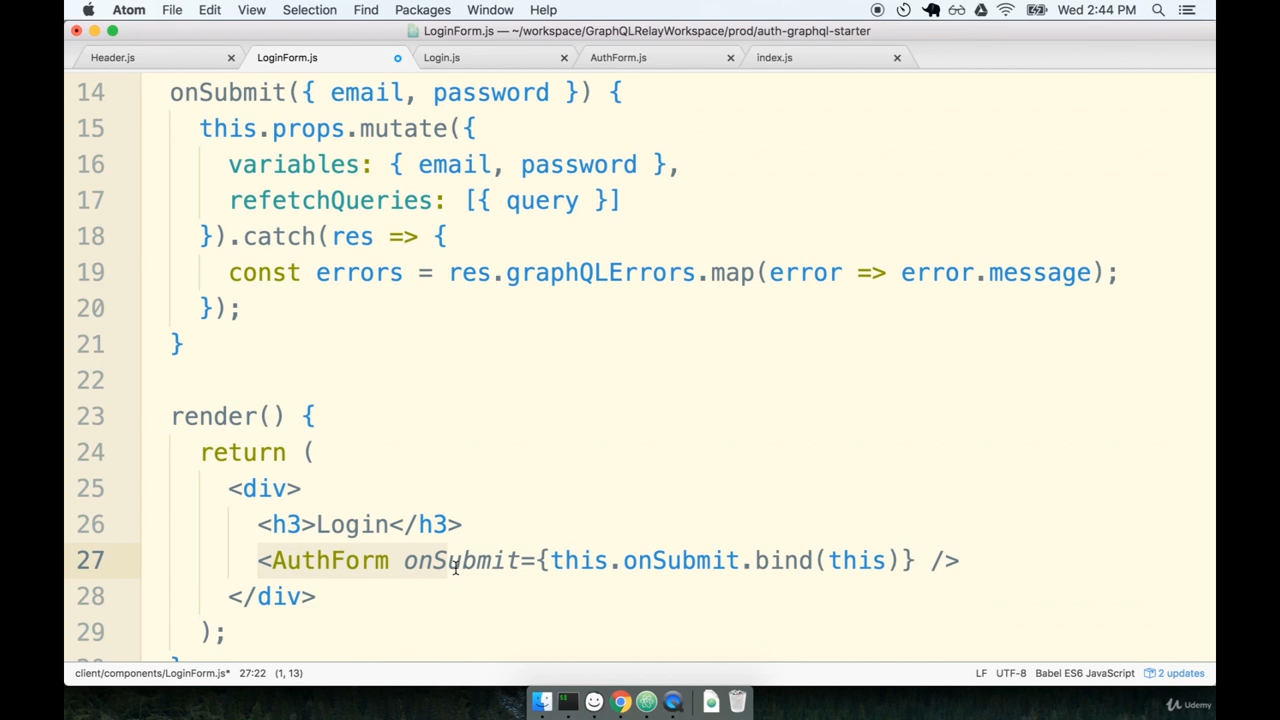 Atom File Edit View Selection Find Packages Window Help Wed 2:44 PM
LoginForm.js — ~/workspace/GraphQLRelayWorkspace/prod/auth-graphql-starter
Header.js LoginForm.js Login.js AuthForm.js index.js
14 onSubmit({ email, password }) {
15 this.props.mutate({
16 variables: { email, password },
17 refetchQueries: [{ query }]
18 }).catch(res => {
19 const errors = res.graphQLErrors.map(error => error.message);
20 });
21 }
22
23 render() {
24 return (
25 <div>
26 <h3>Login</h3>
27 <AuthForm onSubmit={this.onSubmit.bind(this)} />
28 </div>
29 );
client/components/LoginForm.js* 27:22 (1, 13) LF UTF-8 Babel ES6 JavaScript 2 updates
Udemy